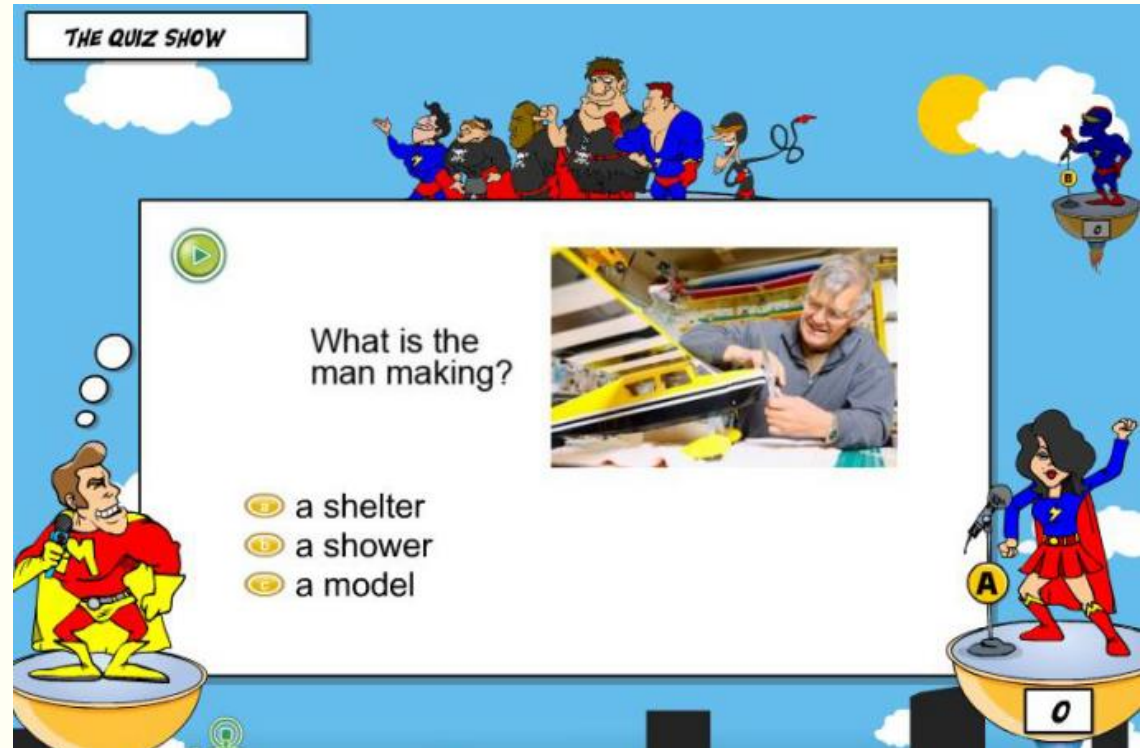 THE QUIZ SHOW
B
0
What is the
man making?
a a shelter
b a shower
c a model
M
A
0